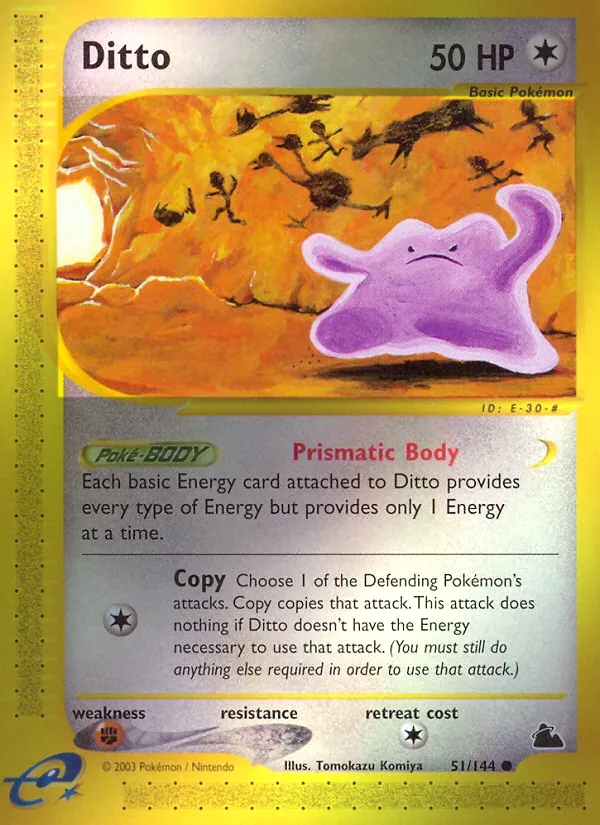 Ditto 50 HP
Basic Pokémon
ID: E-30-#
Poké-BODY Prismatic Body
Each basic Energy card attached to Ditto provides
every type of Energy but provides only 1 Energy
at a time.
Copy Choose 1 of the Defending Pokémon's
attacks. Copy copies that attack. This attack does
nothing if Ditto doesn't have the Energy
necessary to use that attack. (You must still do
anything else required in order to use that attack.)
weakness resistance retreat cost
© 2003 Pokémon / Nintendo Illus. Tomokazu Komiya 51/144
e